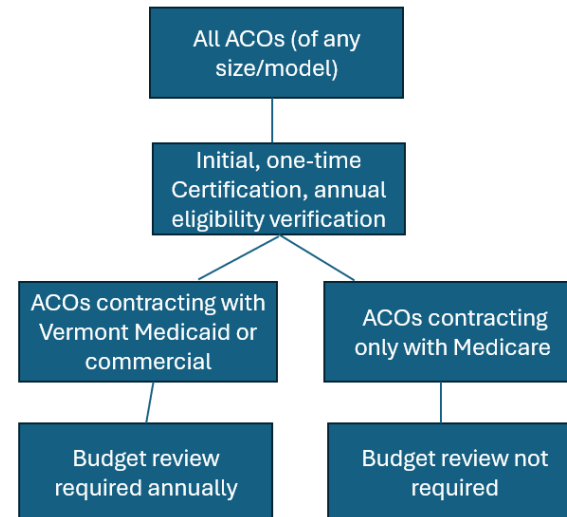 All ACOs (of any
size/model)
Initial, one-time
Certification, annual
eligibility verification
ACOs contracting with
Vermont Medicaid or
commercial
ACOs contracting
only with Medicare
Budget review
required annually
Budget review not
required